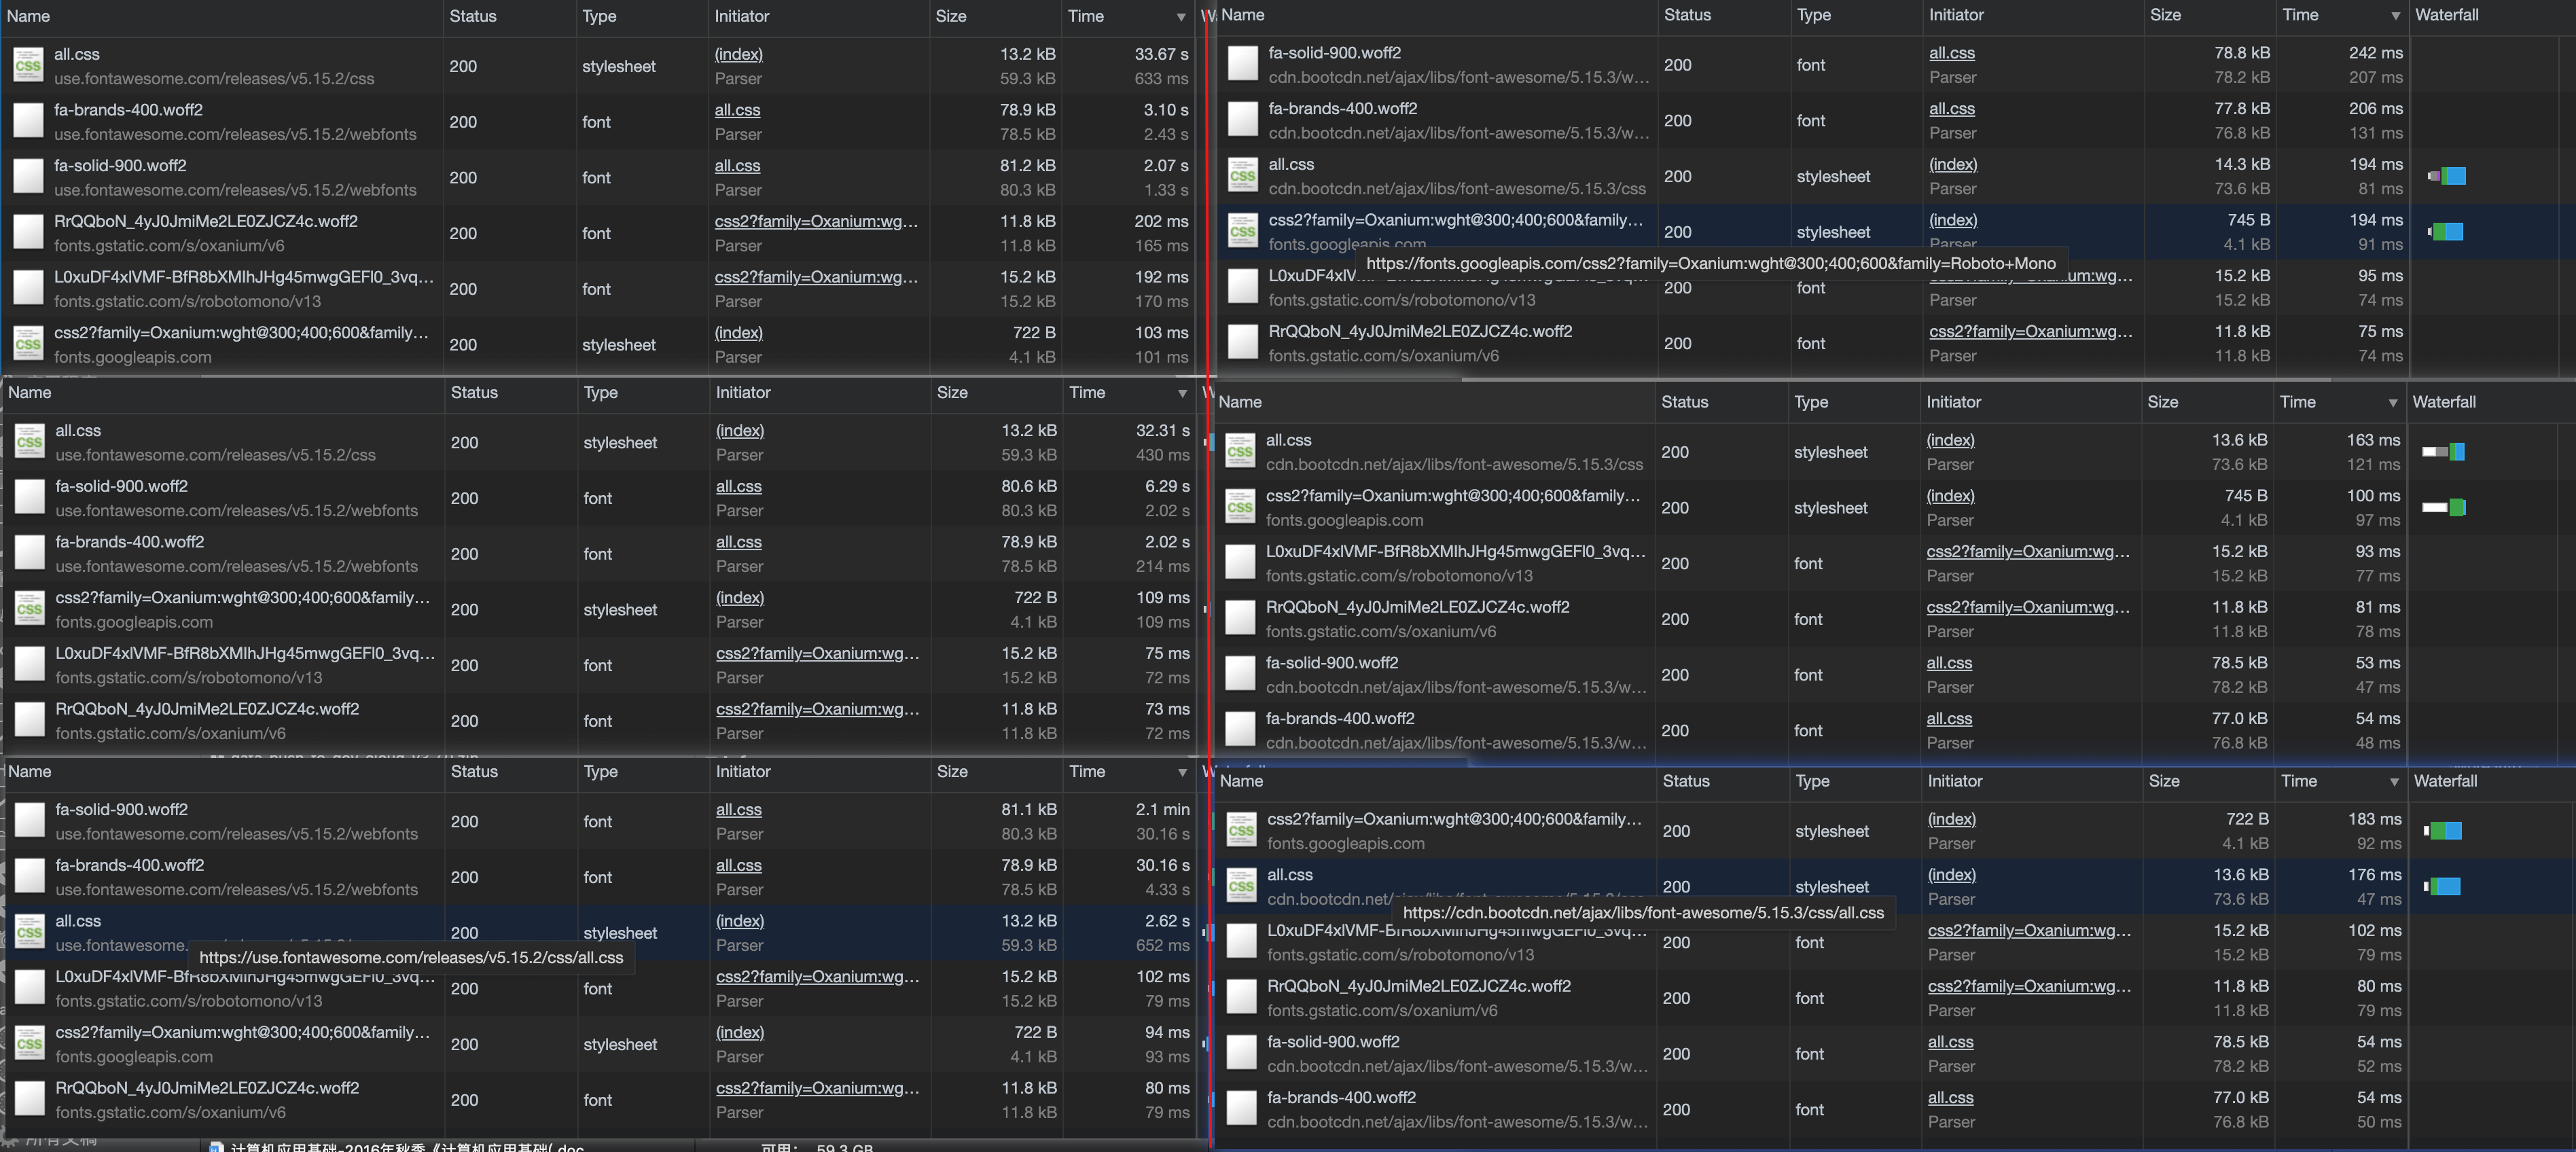 Name Status Type Initiator Size Time
all.css (index) 13.2 kB 33.67 s
200 stylesheet
use.fontawesome.com/releases/v5.15.2/css Parser 59.3 kB 633 ms
fa-brands-400.woff2 all.css 78.9 kB 3.10 s
200 font
use.fontawesome.com/releases/v5.15.2/webfonts Parser 78.5 kB 2.43 s
fa-solid-900.woff2 all.css 81.2 kB 2.07 s
200 font
use.fontawesome.com/releases/v5.15.2/webfonts Parser 80.3 kB 1.33 s
RrQQboN_4yJ0JmiMe2LE0ZJCZ4c.woff2 css2?family=Oxanium:wg... 11.8 kB 202 ms
200 font
fonts.gstatic.com/s/oxanium/v6 Parser 11.8 kB 165 ms
L0xuDF4xlVMF-BfR8bXMIhJHg45mwgGEFl0_3vq... css2?family=Oxanium:wg... 15.2 kB 192 ms
200 font
fonts.gstatic.com/s/robotomono/v13 Parser 15.2 kB 170 ms
css2?family=Oxanium:wght@300;400;600&family... (index) 722 B 103 ms
200 stylesheet
fonts.googleapis.com Parser 4.1 kB 101 ms
Name Status Type Initiator Size Time
all.css (index) 13.2 kB 32.31 s
200 stylesheet
use.fontawesome.com/releases/v5.15.2/css Parser 59.3 kB 430 ms
fa-solid-900.woff2 all.css 80.6 kB 6.29 s
200 font
use.fontawesome.com/releases/v5.15.2/webfonts Parser 80.3 kB 2.02 s
fa-brands-400.woff2 all.css 78.9 kB 2.02 s
200 font
use.fontawesome.com/releases/v5.15.2/webfonts Parser 78.5 kB 214 ms
css2?family=Oxanium:wght@300;400;600&family... (index) 722 B 109 ms
200 stylesheet
fonts.googleapis.com Parser 4.1 kB 109 ms
L0xuDF4xlVMF-BfR8bXMIhJHg45mwgGEFl0_3vq... css2?family=Oxanium:wg... 15.2 kB 75 ms
200 font
fonts.gstatic.com/s/robotomono/v13 Parser 15.2 kB 72 ms
RrQQboN_4yJ0JmiMe2LE0ZJCZ4c.woff2 css2?family=Oxanium:wg... 11.8 kB 73 ms
200 font
fonts.gstatic.com/s/oxanium/v6 Parser 11.8 kB 72 ms
Name Status Type Initiator Size Time
fa-solid-900.woff2 all.css 81.1 kB 2.1 min
200 font
use.fontawesome.com/releases/v5.15.2/webfonts Parser 80.3 kB 30.16 s
fa-brands-400.woff2 all.css 78.9 kB 30.16 s
200 font
use.fontawesome.com/releases/v5.15.2/webfonts Parser 78.5 kB 4.33 s
all.css (index) 13.2 kB 2.62 s
200 stylesheet
use.fontawesome. Parser 59.3 kB 652 ms
https://use.fontawesome.com/releases/v5.15.2/css/all.css
L0xuDF4xlVMF-BfR8bXMIhJHg45mwgGEFl0_3vq... css2?family=Oxanium:wg... 15.2 kB 102 ms
200 font
fonts.gstatic.com/s/robotomono/v13 Parser 15.2 kB 79 ms
css2?family=Oxanium:wght@300;400;600&family... (index) 722 B 94 ms
200 stylesheet
fonts.googleapis.com Parser 4.1 kB 93 ms
RrQQboN_4yJ0JmiMe2LE0ZJCZ4c.woff2 css2?family=Oxanium:wg... 11.8 kB 80 ms
200 font
fonts.gstatic.com/s/oxanium/v6 Parser 11.8 kB 79 ms
计算机应用基础-2016年秋季《计算机应用基础(.doc 可用: 59.3 GB
Name Status Type Initiator Size Time Waterfall
fa-solid-900.woff2 all.css 78.8 kB 242 ms
200 font
cdn.bootcdn.net/ajax/libs/font-awesome/5.15.3/w... Parser 78.2 kB 207 ms
fa-brands-400.woff2 all.css 77.8 kB 206 ms
200 font
cdn.bootcdn.net/ajax/libs/font-awesome/5.15.3/w... Parser 76.8 kB 131 ms
all.css (index) 14.3 kB 194 ms
200 stylesheet
cdn.bootcdn.net/ajax/libs/font-awesome/5.15.3/css Parser 73.6 kB 81 ms
css2?family=Oxanium:wght@300;400;600&family... (index) 745 B 194 ms
200 stylesheet
fonts.googleapis.com Parser 4.1 kB 91 ms
https://fonts.googleapis.com/css2?family=Oxanium:wght@300;400;600&family=Roboto+Mono
L0xuDF4xlV 15.2 kB 95 ms
200 font
fonts.gstatic.com/s/robotomono/v13 Parser 15.2 kB 74 ms
RrQQboN_4yJ0JmiMe2LE0ZJCZ4c.woff2 css2?family=Oxanium:wg... 11.8 kB 75 ms
200 font
fonts.gstatic.com/s/oxanium/v6 Parser 11.8 kB 74 ms
Name Status Type Initiator Size Time Waterfall
all.css (index) 13.6 kB 163 ms
200 stylesheet
cdn.bootcdn.net/ajax/libs/font-awesome/5.15.3/css Parser 73.6 kB 121 ms
css2?family=Oxanium:wght@300;400;600&family... (index) 745 B 100 ms
200 stylesheet
fonts.googleapis.com Parser 4.1 kB 97 ms
L0xuDF4xlVMF-BfR8bXMIhJHg45mwgGEFl0_3vq... css2?family=Oxanium:wg... 15.2 kB 93 ms
200 font
fonts.gstatic.com/s/robotomono/v13 Parser 15.2 kB 77 ms
RrQQboN_4yJ0JmiMe2LE0ZJCZ4c.woff2 css2?family=Oxanium:wg... 11.8 kB 81 ms
200 font
fonts.gstatic.com/s/oxanium/v6 Parser 11.8 kB 78 ms
fa-solid-900.woff2 all.css 78.5 kB 53 ms
200 font
cdn.bootcdn.net/ajax/libs/font-awesome/5.15.3/w... Parser 78.2 kB 47 ms
fa-brands-400.woff2 all.css 77.0 kB 54 ms
200 font
cdn.bootcdn.net/ajax/libs/font-awesome/5.15.3/w... Parser 76.8 kB 48 ms
Name Status Type Initiator Size Time Waterfall
css2?family=Oxanium:wght@300;400;600&family... (index) 722 B 183 ms
200 stylesheet
fonts.googleapis.com Parser 4.1 kB 92 ms
all.css (index) 13.6 kB 176 ms
200 stylesheet
cdn.bootcdn.net/ Parser 73.6 kB 47 ms
https://cdn.bootcdn.net/ajax/libs/font-awesome/5.15.3/css/all.css
L0xuDF4xlVMF-BfR8bXMIhJHg45mwgGEFl0_3vq... css2?family=Oxanium:wg... 15.2 kB 102 ms
200 font
fonts.gstatic.com/s/robotomono/v13 Parser 15.2 kB 79 ms
RrQQboN_4yJ0JmiMe2LE0ZJCZ4c.woff2 css2?family=Oxanium:wg... 11.8 kB 80 ms
200 font
fonts.gstatic.com/s/oxanium/v6 Parser 11.8 kB 79 ms
fa-solid-900.woff2 all.css 78.5 kB 54 ms
200 font
cdn.bootcdn.net/ajax/libs/font-awesome/5.15.3/w... Parser 78.2 kB 52 ms
fa-brands-400.woff2 all.css 77.0 kB 54 ms
200 font
cdn.bootcdn.net/ajax/libs/font-awesome/5.15.3/w... Parser 76.8 kB 50 ms